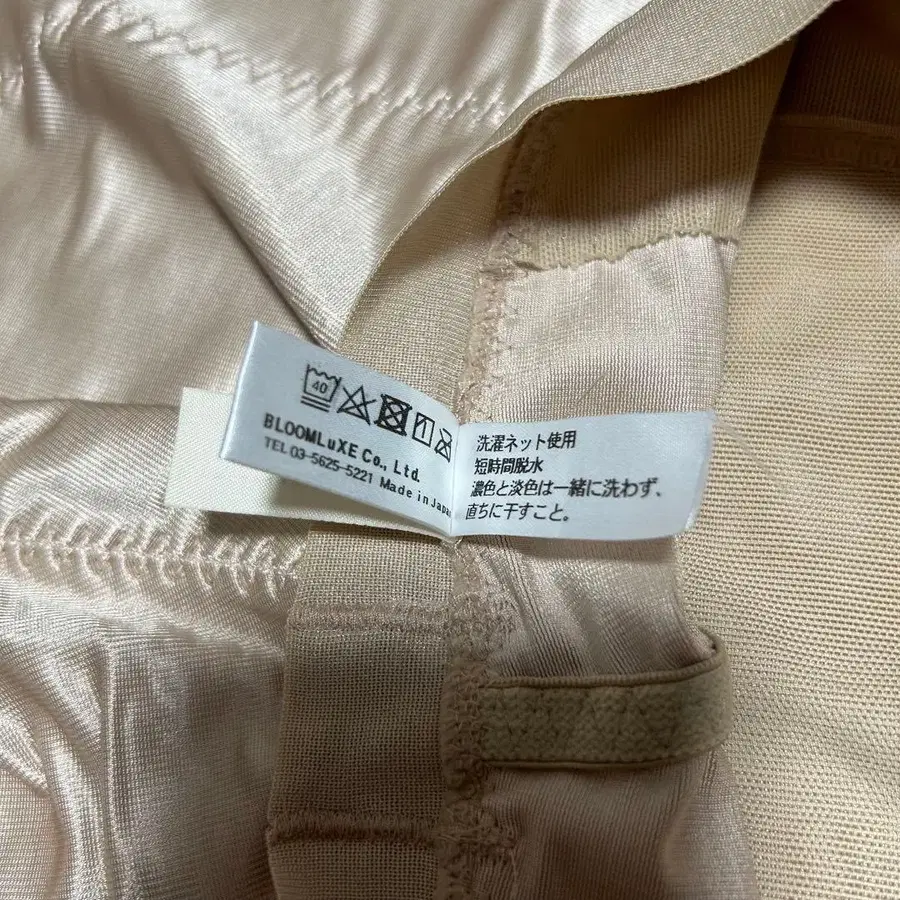 40
BLOOMLuXE Co., Ltd.
TEL 03-5625-5221 Made in Japan
洗濯ネット使用
短時間脱水
濃色と淡色は一緒に洗わず、
直ちに干すこと。